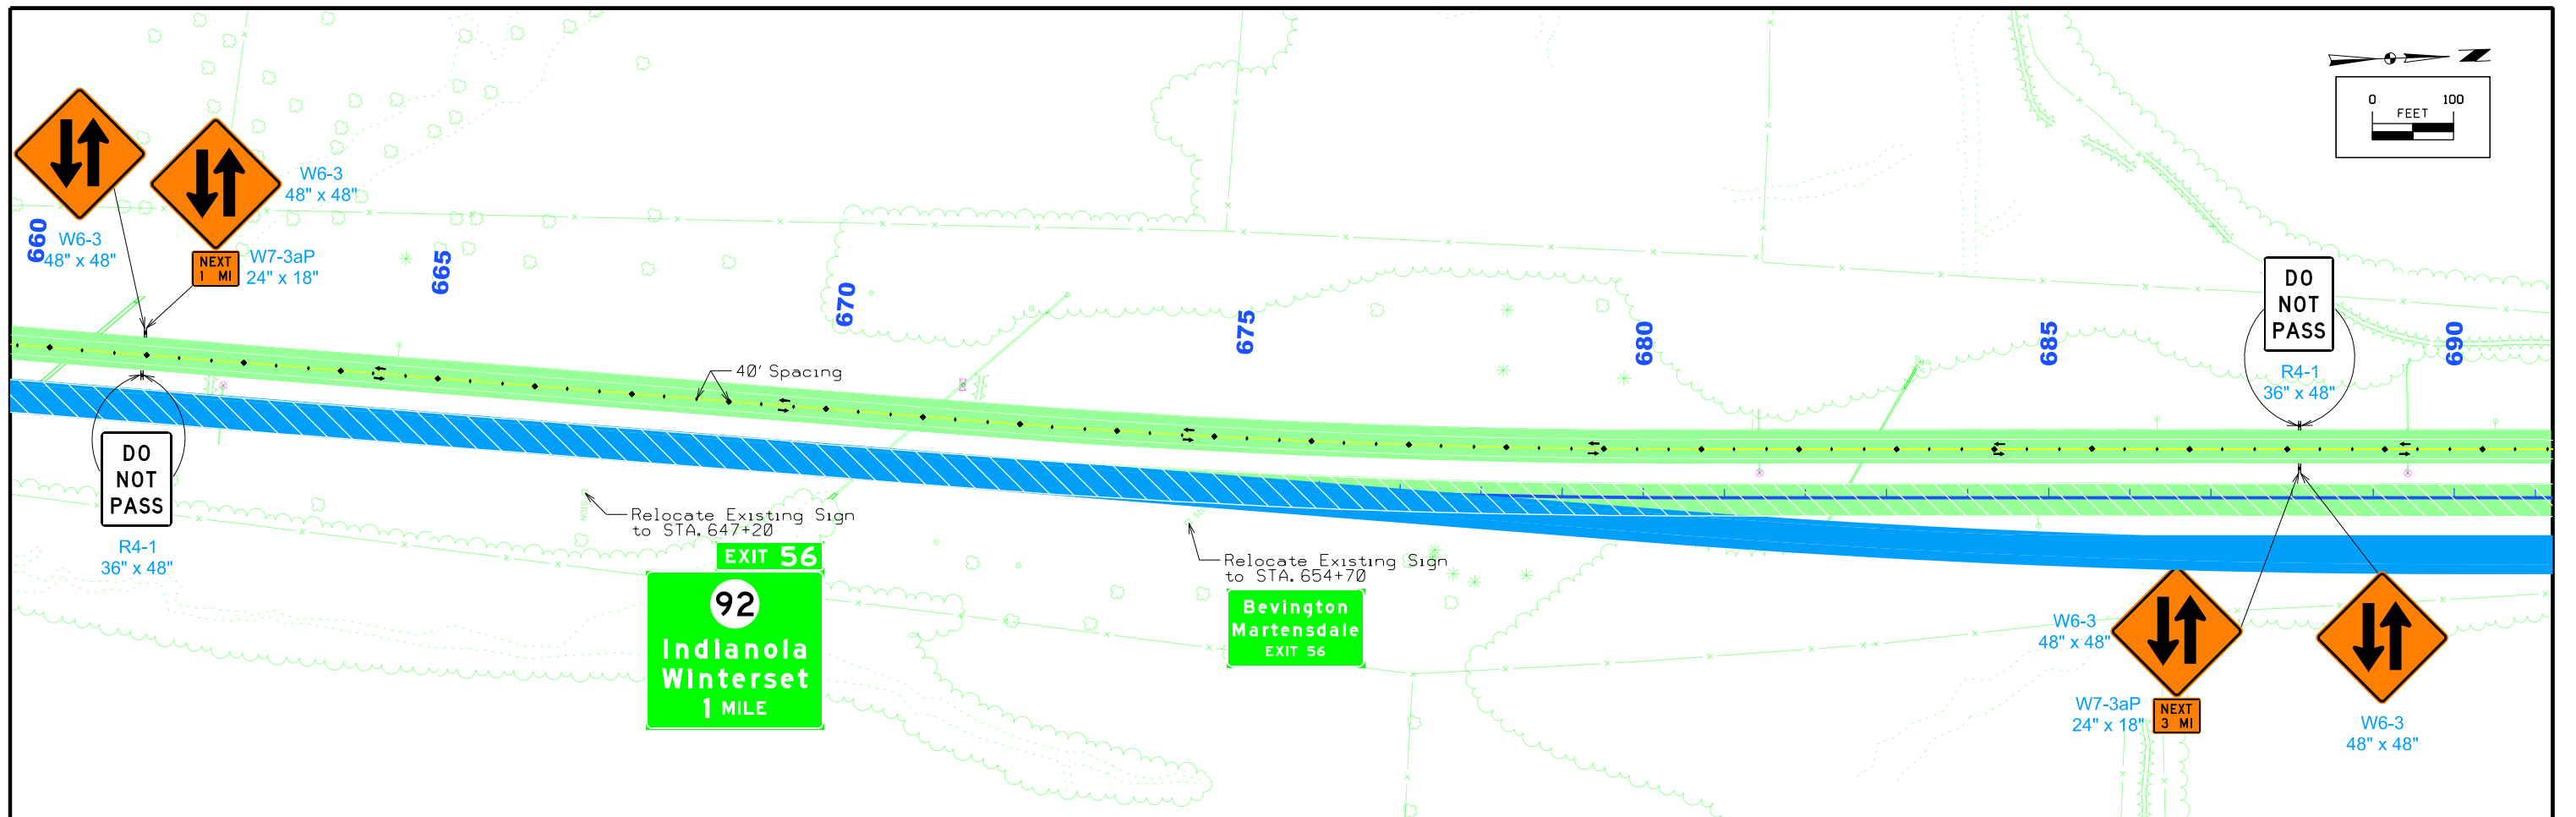 0 100
FEET
W6-3
48" x 48"
660
W6-3
48" x 48"
NEXT
1 MI
W7-3aP
24" x 18"
665
670
675
680
685
690
DO
NOT
PASS
R4-1
36" x 48"
40' Spacing
DO
NOT
PASS
R4-1
36" x 48"
SIGN
Relocate Existing Sign
to STA. 647+20
EXIT 56
92
Indianola
Winterset
1 MILE
Relocate Existing Sign
to STA. 654+70
Bevington
Martensdale
EXIT 56
W6-3
48" x 48"
W7-3aP
24" x 18"
NEXT
3 MI
W6-3
48" x 48"